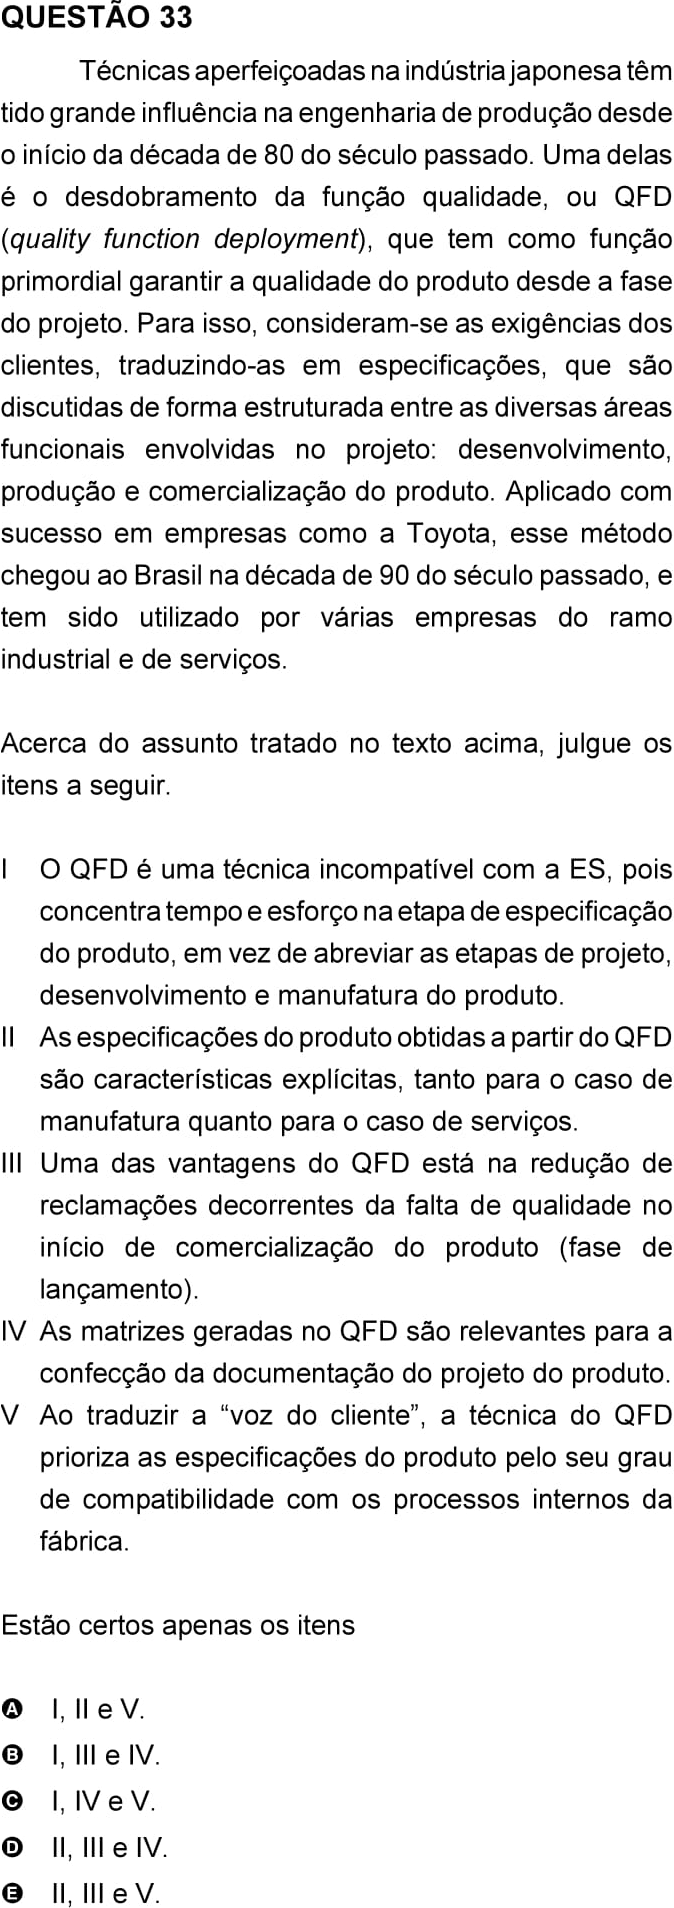 QUESTÃO 33
Técnicas aperfeiçoadas na indústria japonesa têm
tido grande influência na engenharia de produção desde
o início da década de 80 do século passado. Uma delas
é o desdobramento da função qualidade, ou QFD
(quality function deployment), que tem como função
primordial garantir a qualidade do produto desde a fase
do projeto. Para isso, consideram-se as exigências dos
clientes, traduzindo-as em especificações, que são
discutidas de forma estruturada entre as diversas áreas
funcionais envolvidas no projeto: desenvolvimento,
produção e comercialização do produto. Aplicado com
sucesso em empresas como a Toyota, esse método
chegou ao Brasil na década de 90 do século passado, e
tem sido utilizado por várias empresas do ramo
industrial e de serviços.
Acerca do assunto tratado no texto acima, julgue os
itens a seguir.
I O QFD é uma técnica incompatível com a ES, pois
concentra tempo e esforço na etapa de especificação
do produto, em vez de abreviar as etapas de projeto,
desenvolvimento e manufatura do produto.
II As especificações do produto obtidas a partir do QFD
são características explícitas, tanto para o caso de
manufatura quanto para o caso de serviços.
III Uma das vantagens do QFD está na redução de
reclamações decorrentes da falta de qualidade no
início de comercialização do produto (fase de
lançamento).
IV As matrizes geradas no QFD são relevantes para a
confecção da documentação do projeto do produto.
V Ao traduzir a “voz do cliente”, a técnica do QFD
prioriza as especificações do produto pelo seu grau
de compatibilidade com os processos internos da
fábrica.
Estão certos apenas os itens
A I, II e V.
B I, III e IV.
C I, IV e V.
D II, III e IV.
E II, III e V.